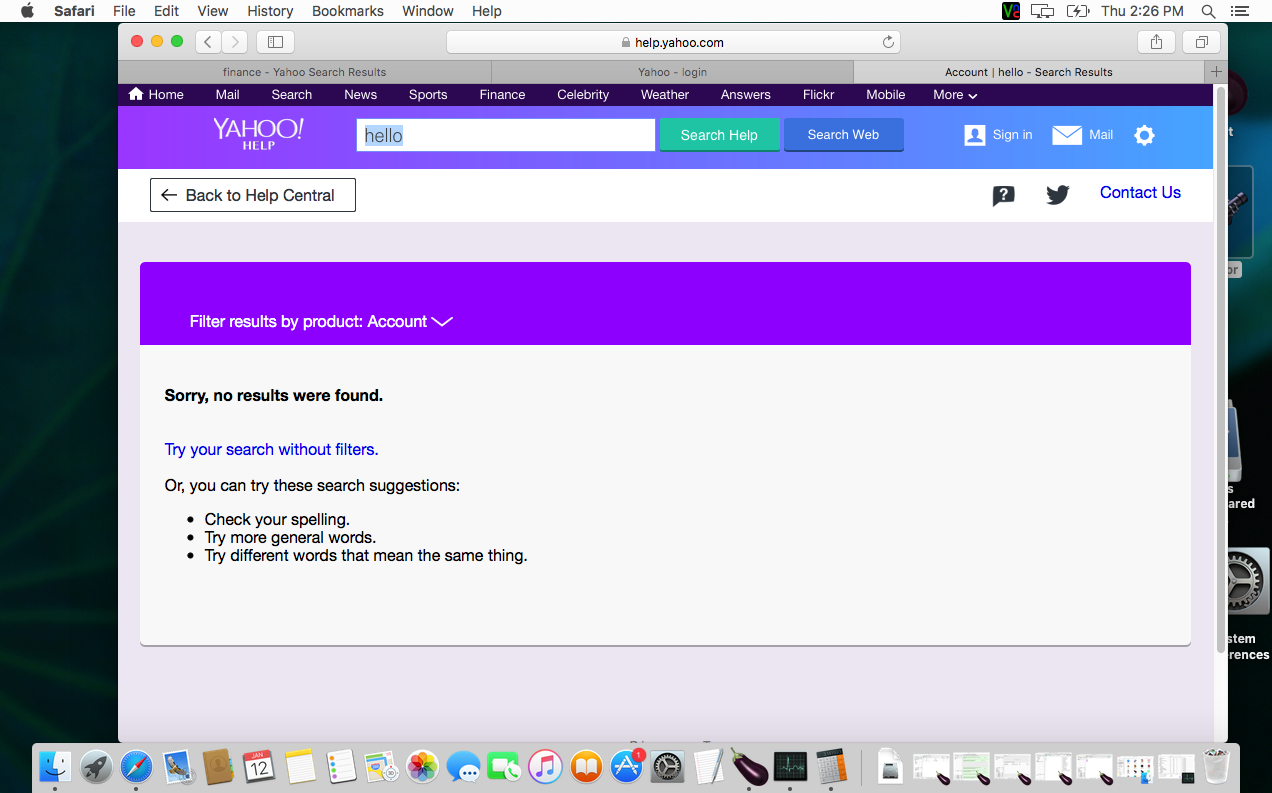 Safari File Edit View History Bookmarks Window Help Thu 2:26 PM
help.yahoo.com
finance - Yahoo Search Results Yahoo - login Account | hello - Search Results
Home Mail Search News Sports Finance Celebrity Weather Answers Flickr Mobile More
YAHOO! HELP
hello Search Help Search Web Sign in Mail
Back to Help Central Contact Us
Filter results by product: Account
Sorry, no results were found.
Try your search without filters.
Or, you can try these search suggestions:
Check your spelling.
Try more general words.
Try different words that mean the same thing.
JAN
12
1